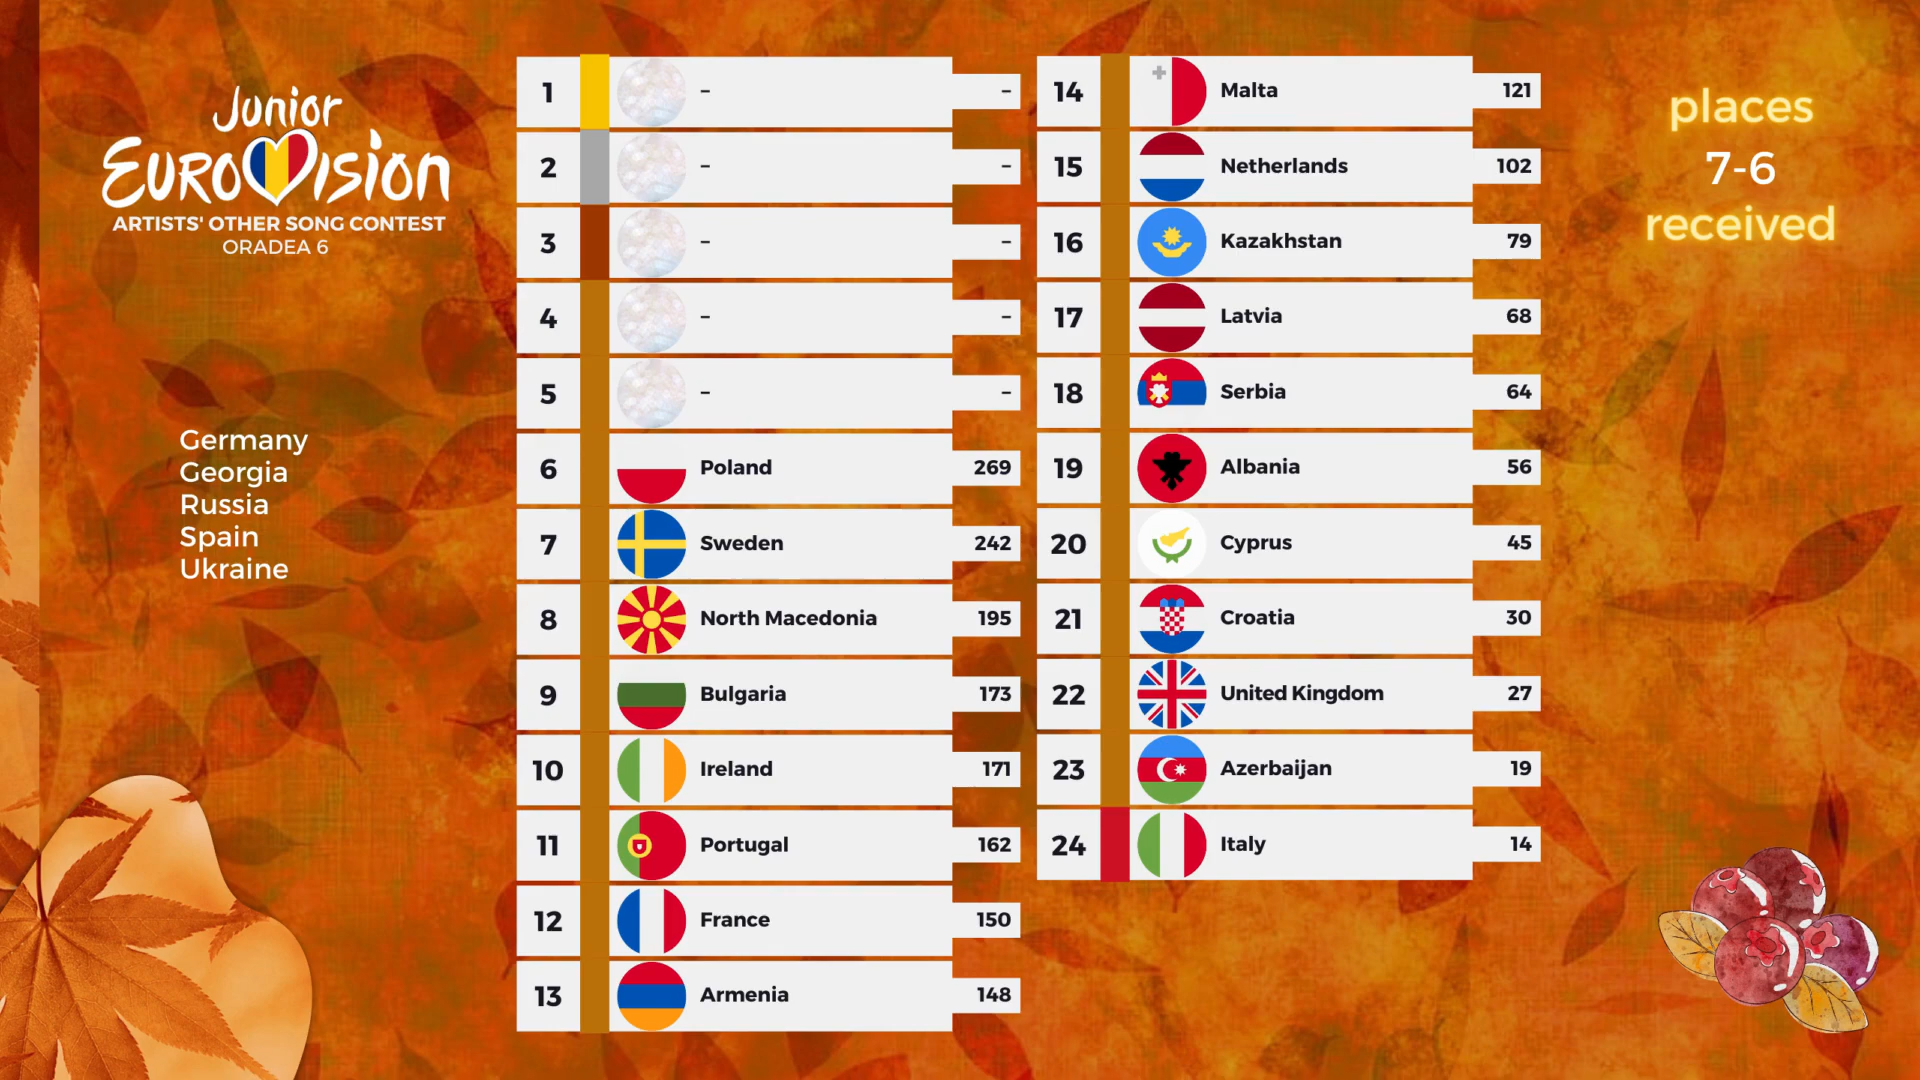 Junior
EUROVISION
ARTISTS' OTHER SONG CONTEST
ORADEA 6
Germany
Georgia
Russia
Spain
Ukraine
1 - -
2 - -
3 - -
4 - -
5 - -
6 Poland 269
7 Sweden 242
8 North Macedonia 195
9 Bulgaria 173
10 Ireland 171
11 Portugal 162
12 France 150
13 Armenia 148
14 Malta 121
15 Netherlands 102
16 Kazakhstan 79
17 Latvia 68
18 Serbia 64
19 Albania 56
20 Cyprus 45
21 Croatia 30
22 United Kingdom 27
23 Azerbaijan 19
24 Italy 14
places
7-6
received